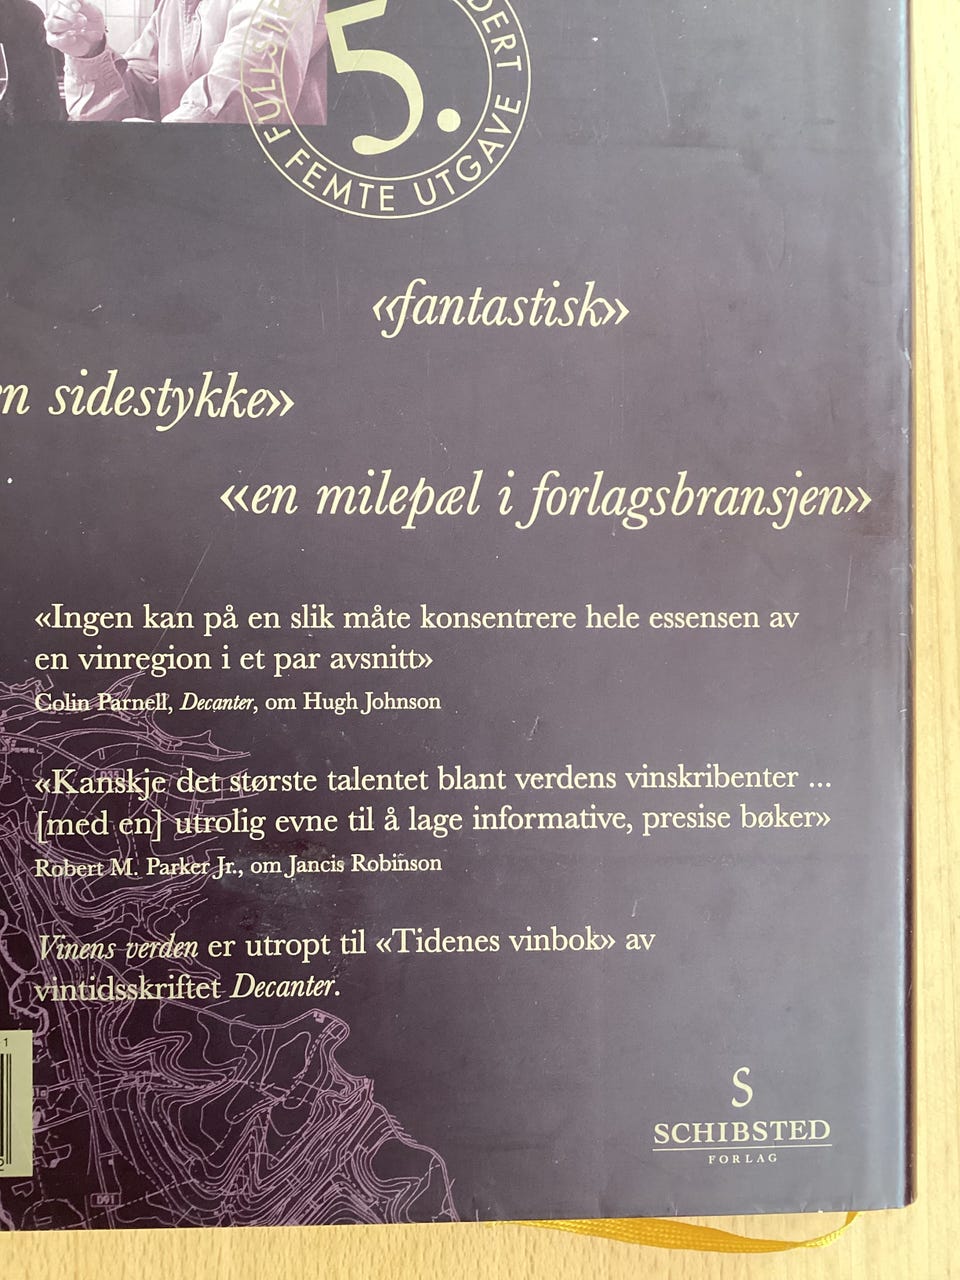 5.
FEMTE UTGAVE
«fantastisk»
sidestykke»
«en milepæl i forlagsbransjen»
«Ingen kan på en slik måte konsentrere hele essensen av
en vinregion i et par avsnitt»
Colin Parnell, Decanter, om Hugh Johnson
«Kanskje det største talentet blant verdens vinskribenter ...
[med en] utrolig evne til å lage informative, presise bøker»
Robert M. Parker Jr., om Jancis Robinson
Vinens verden er utropt til «Tidenes vinbok» av
vintidsskriftet Decanter.
D91
S
SCHIBSTED
FORLAG